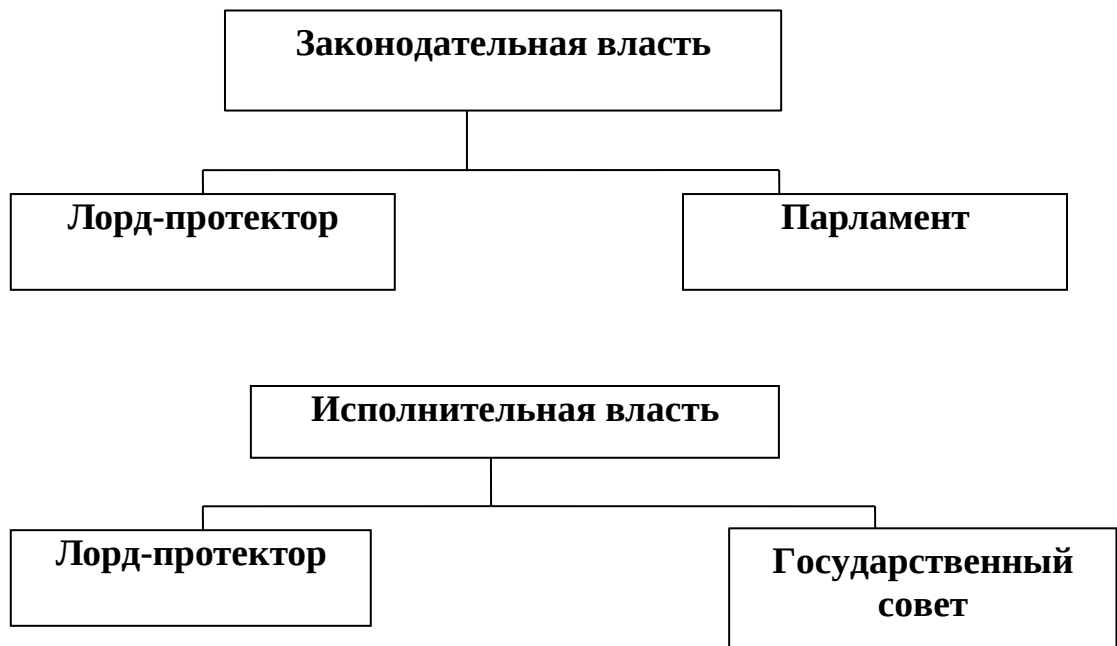 Законодательная власть
Лорд-протектор
Парламент
Исполнительная власть
Лорд-протектор
Государственный
совет